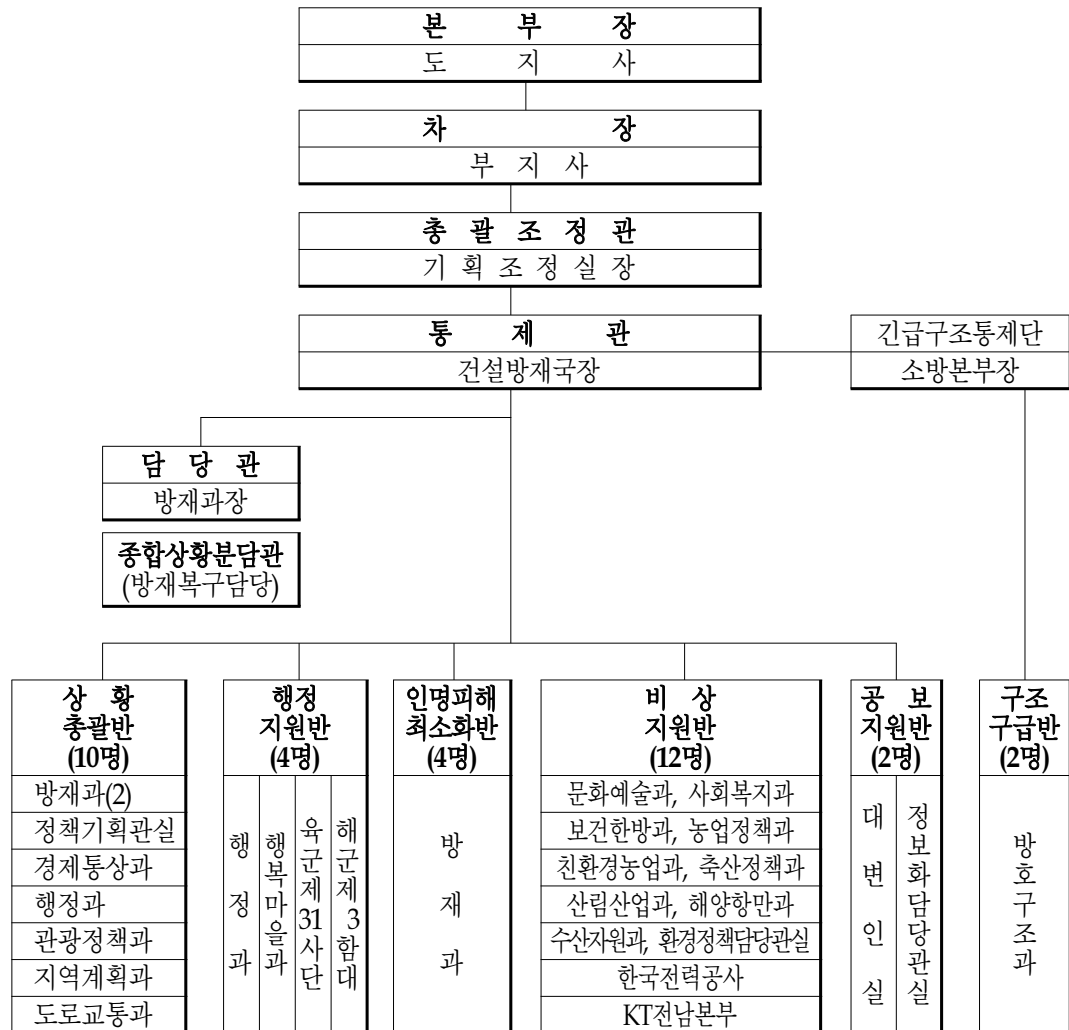 본 부 장
도 지 사
차 장
부 지 사
총 괄 조 정 관
기 획 조 정 실 장
통 제 관
건설방재국장
긴급구조통제단
소방본부장
담 당 관
방재과장
종합상황분담관
(방재복구담당)
상 황
총괄반
(10명)
방재과(2)
정책기획관실
경제통상과
행정과
관광정책과
지역계획과
도로교통과
행정
지원반
(4명)
행정과
행복마을과
육군제31사단
해군제3함대
인명피해
최소화반
(4명)
방재과
비 상
지원반
(12명)
문화예술과, 사회복지과
보건한방과, 농업정책과
친환경농업과, 축산정책과
산림산업과, 해양항만과
수산자원과, 환경정책담당관실
한국전력공사
KT전남본부
공 보
지원반
(2명)
대변인실
정보화담당관실
구조
구급반
(2명)
방호구조과